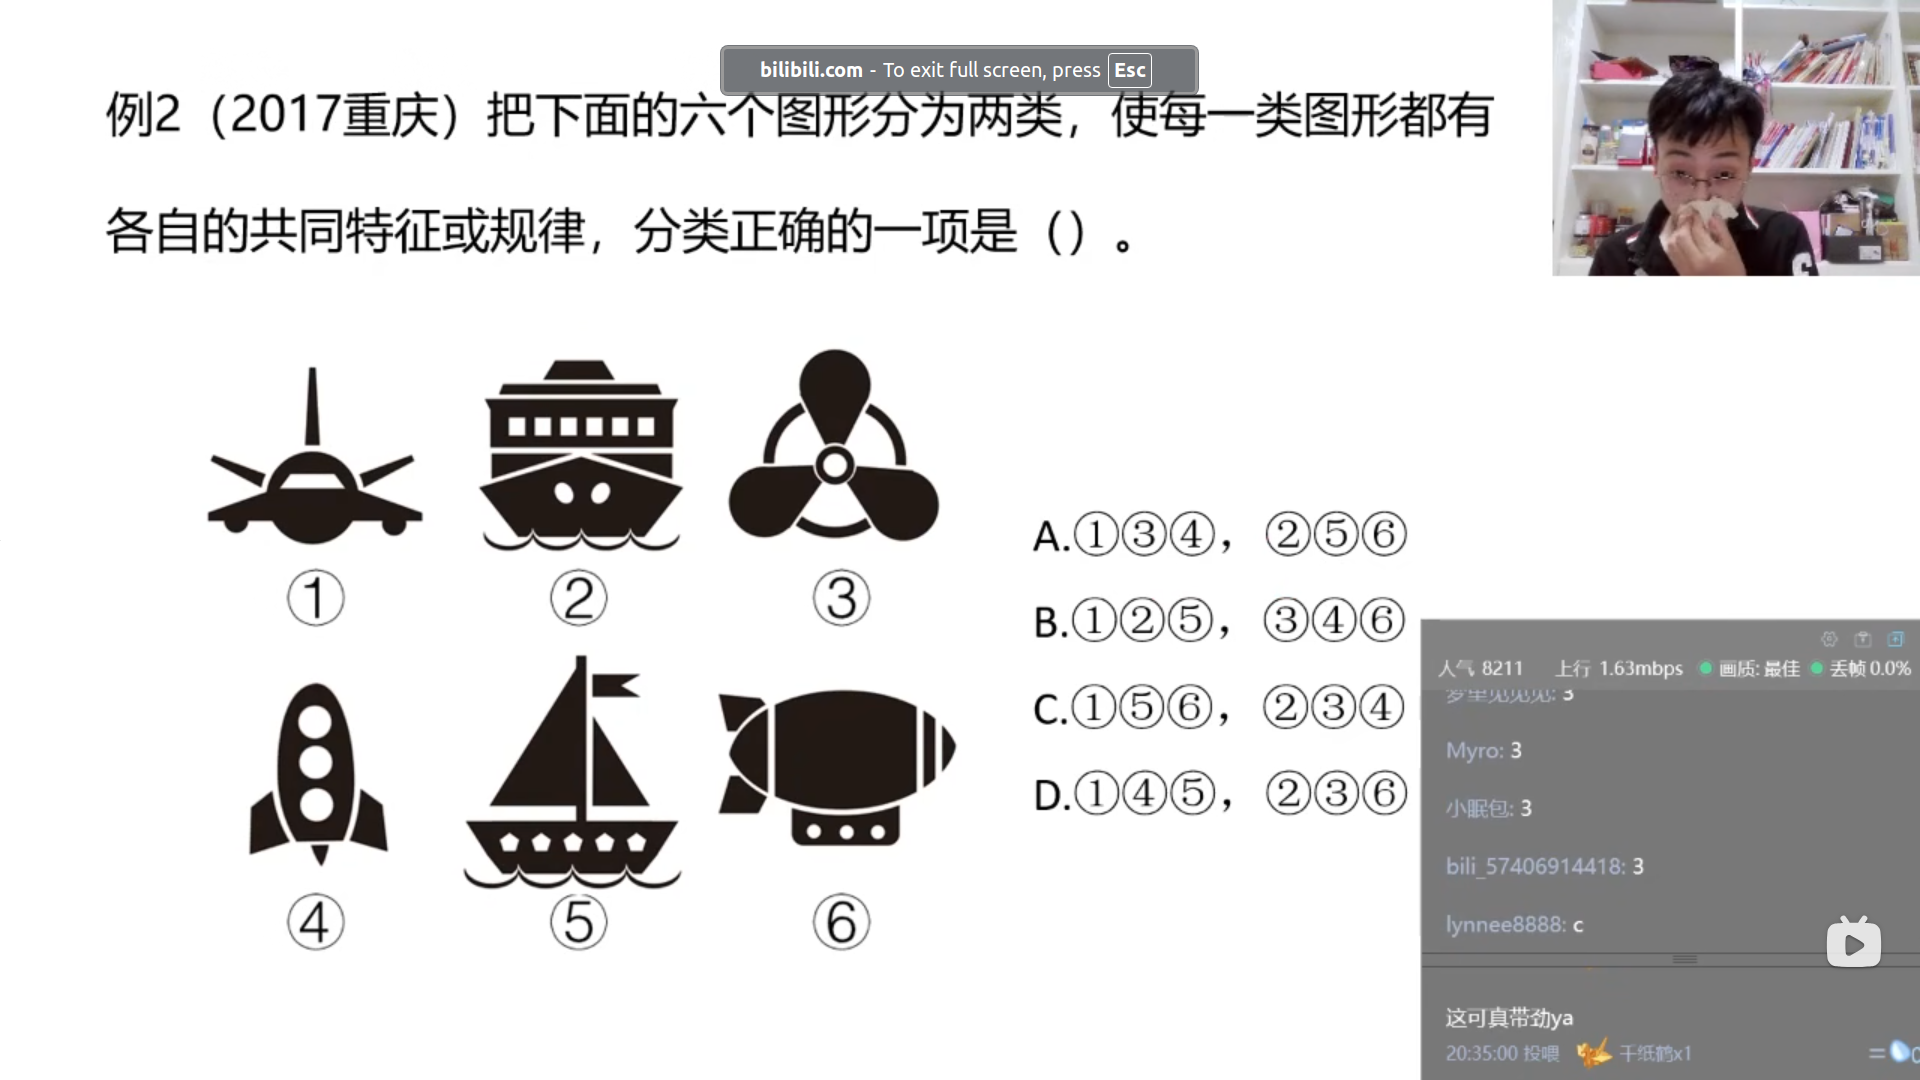 bilibili.com - To exit full screen, press Esc
例2（2017重庆）把下面的六个图形分为两类，使每一类图形都有
各自的共同特征或规律，分类正确的一项是（）。
① ② ③
④ ⑤ ⑥
A.①③④，②⑤⑥
B.①②⑤，③④⑥
C.①⑤⑥，②③④
D.①④⑤，②③⑥
人气 8211 上行 1.63mbps 画质: 最佳 丢帧 0.0%
梦里见见见: 3
Myro: 3
小眠包: 3
bili_57406914418: 3
lynnee8888: c
这可真带劲ya
20:35:00 投喂 千纸鹤x1